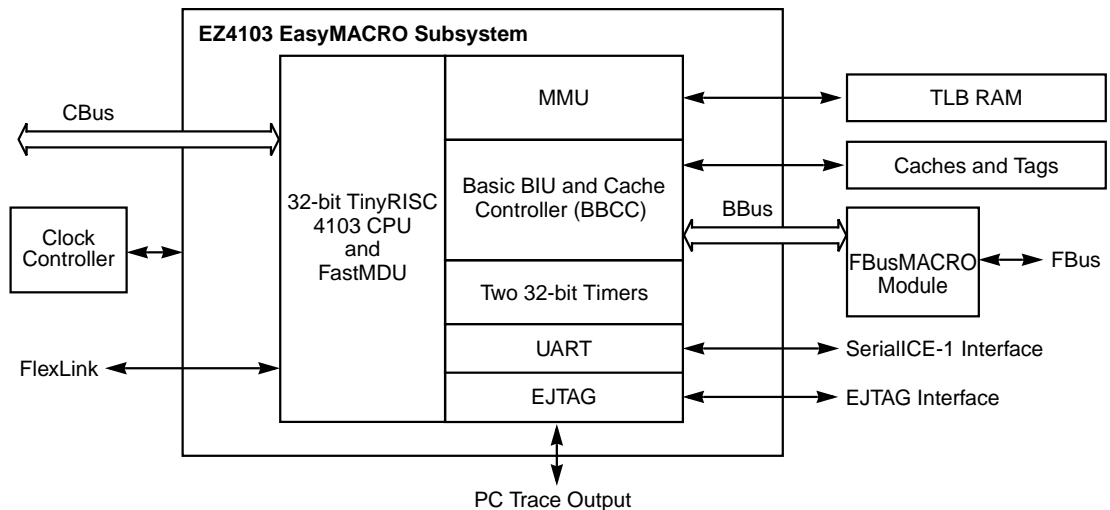 EZ4103 EasyMACRO Subsystem
MMU
TLB RAM
CBus
Caches and Tags
32-bit TinyRISC
4103 CPU
and
FastMDU
Basic BIU and Cache
Controller (BBCC)
BBus
Clock
Controller
FBusMACRO
Module
FBus
Two 32-bit Timers
UART
SerialICE-1 Interface
FlexLink
EJTAG
EJTAG Interface
PC Trace Output